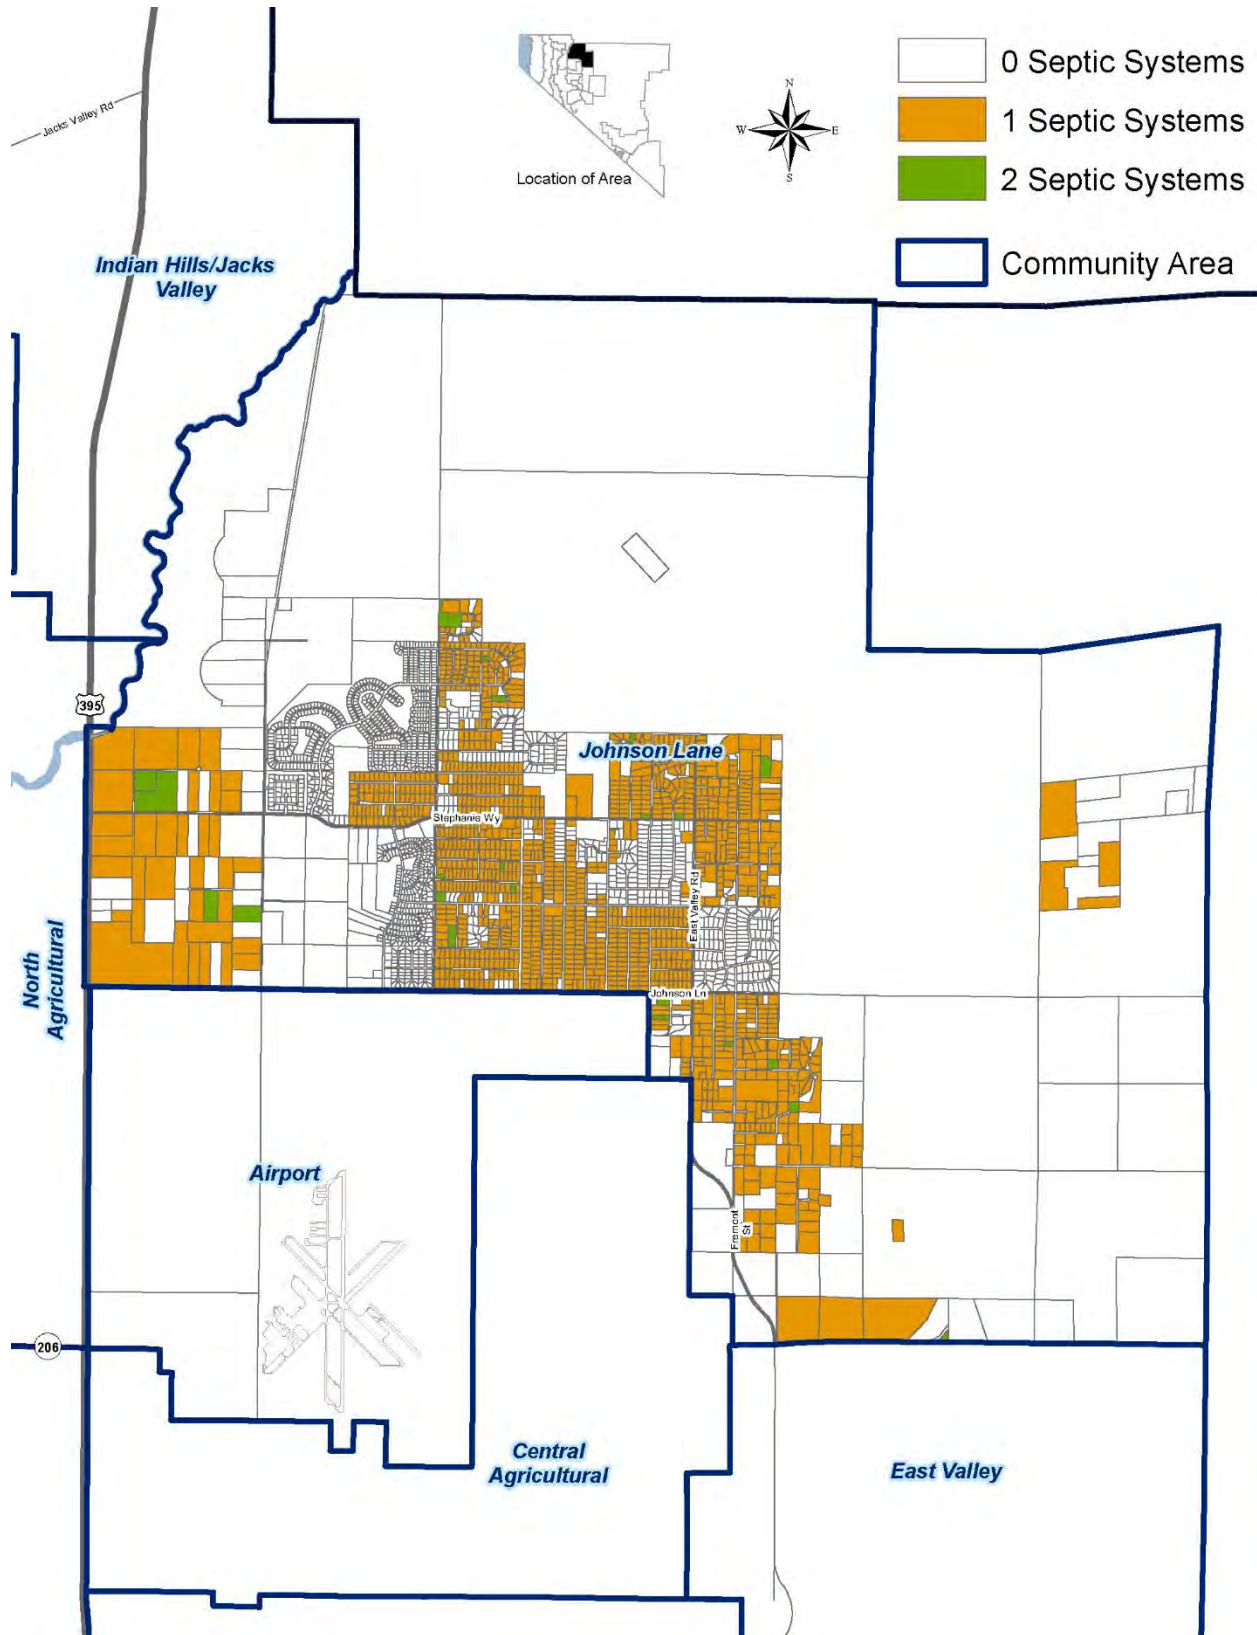 0 Septic Systems
1 Septic Systems
2 Septic Systems
Community Area
N
W
E
S
Location of Area
Jacks Valley Rd
Indian Hills/Jacks
Valley
395
Johnson Lane
Stephanie Wy
East Valley Rd
North
Agricultural
Johnson Ln
Airport
Fremont
St
206
Central
Agricultural
East Valley